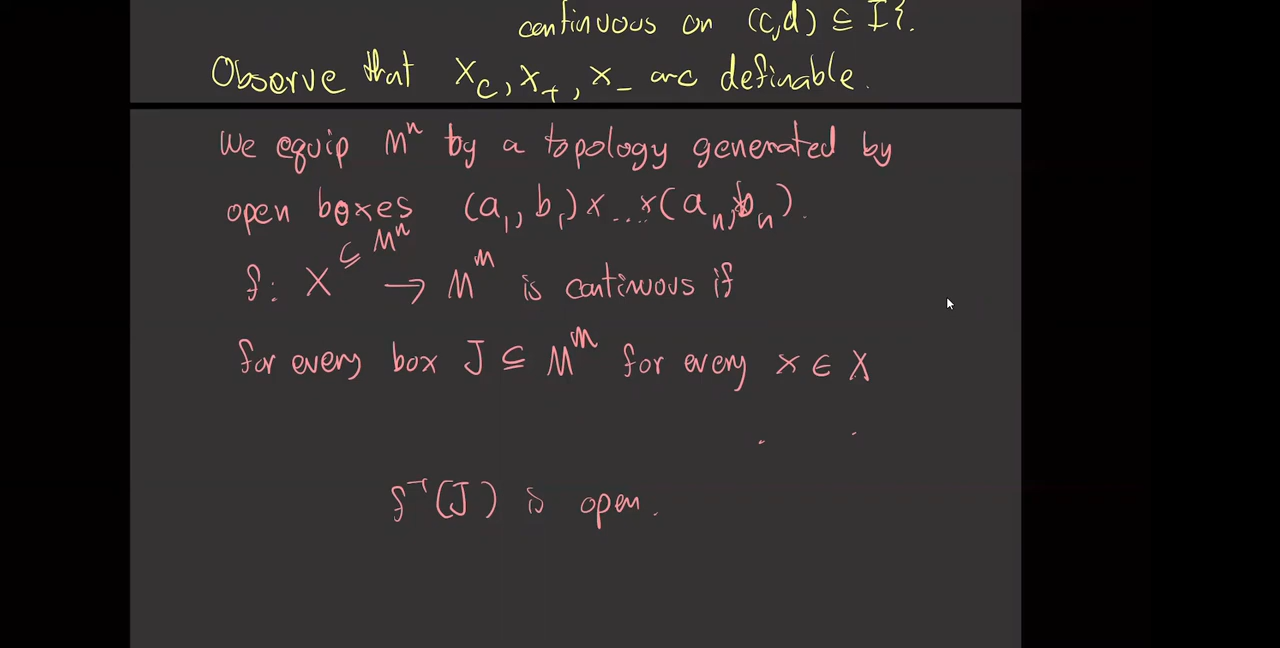 continuous on (c,d) ⊆ I}.
Observe that X_c, X_+, X_- are definable.
We equip M^n by a topology generated by
open boxes (a_1, b_1) × ... × (a_n, b_n).
f: X ⊆ M^n → M^m is continuous if
for every box J ⊆ M^m for every x ∈ X
f^{-1}(J) is open.